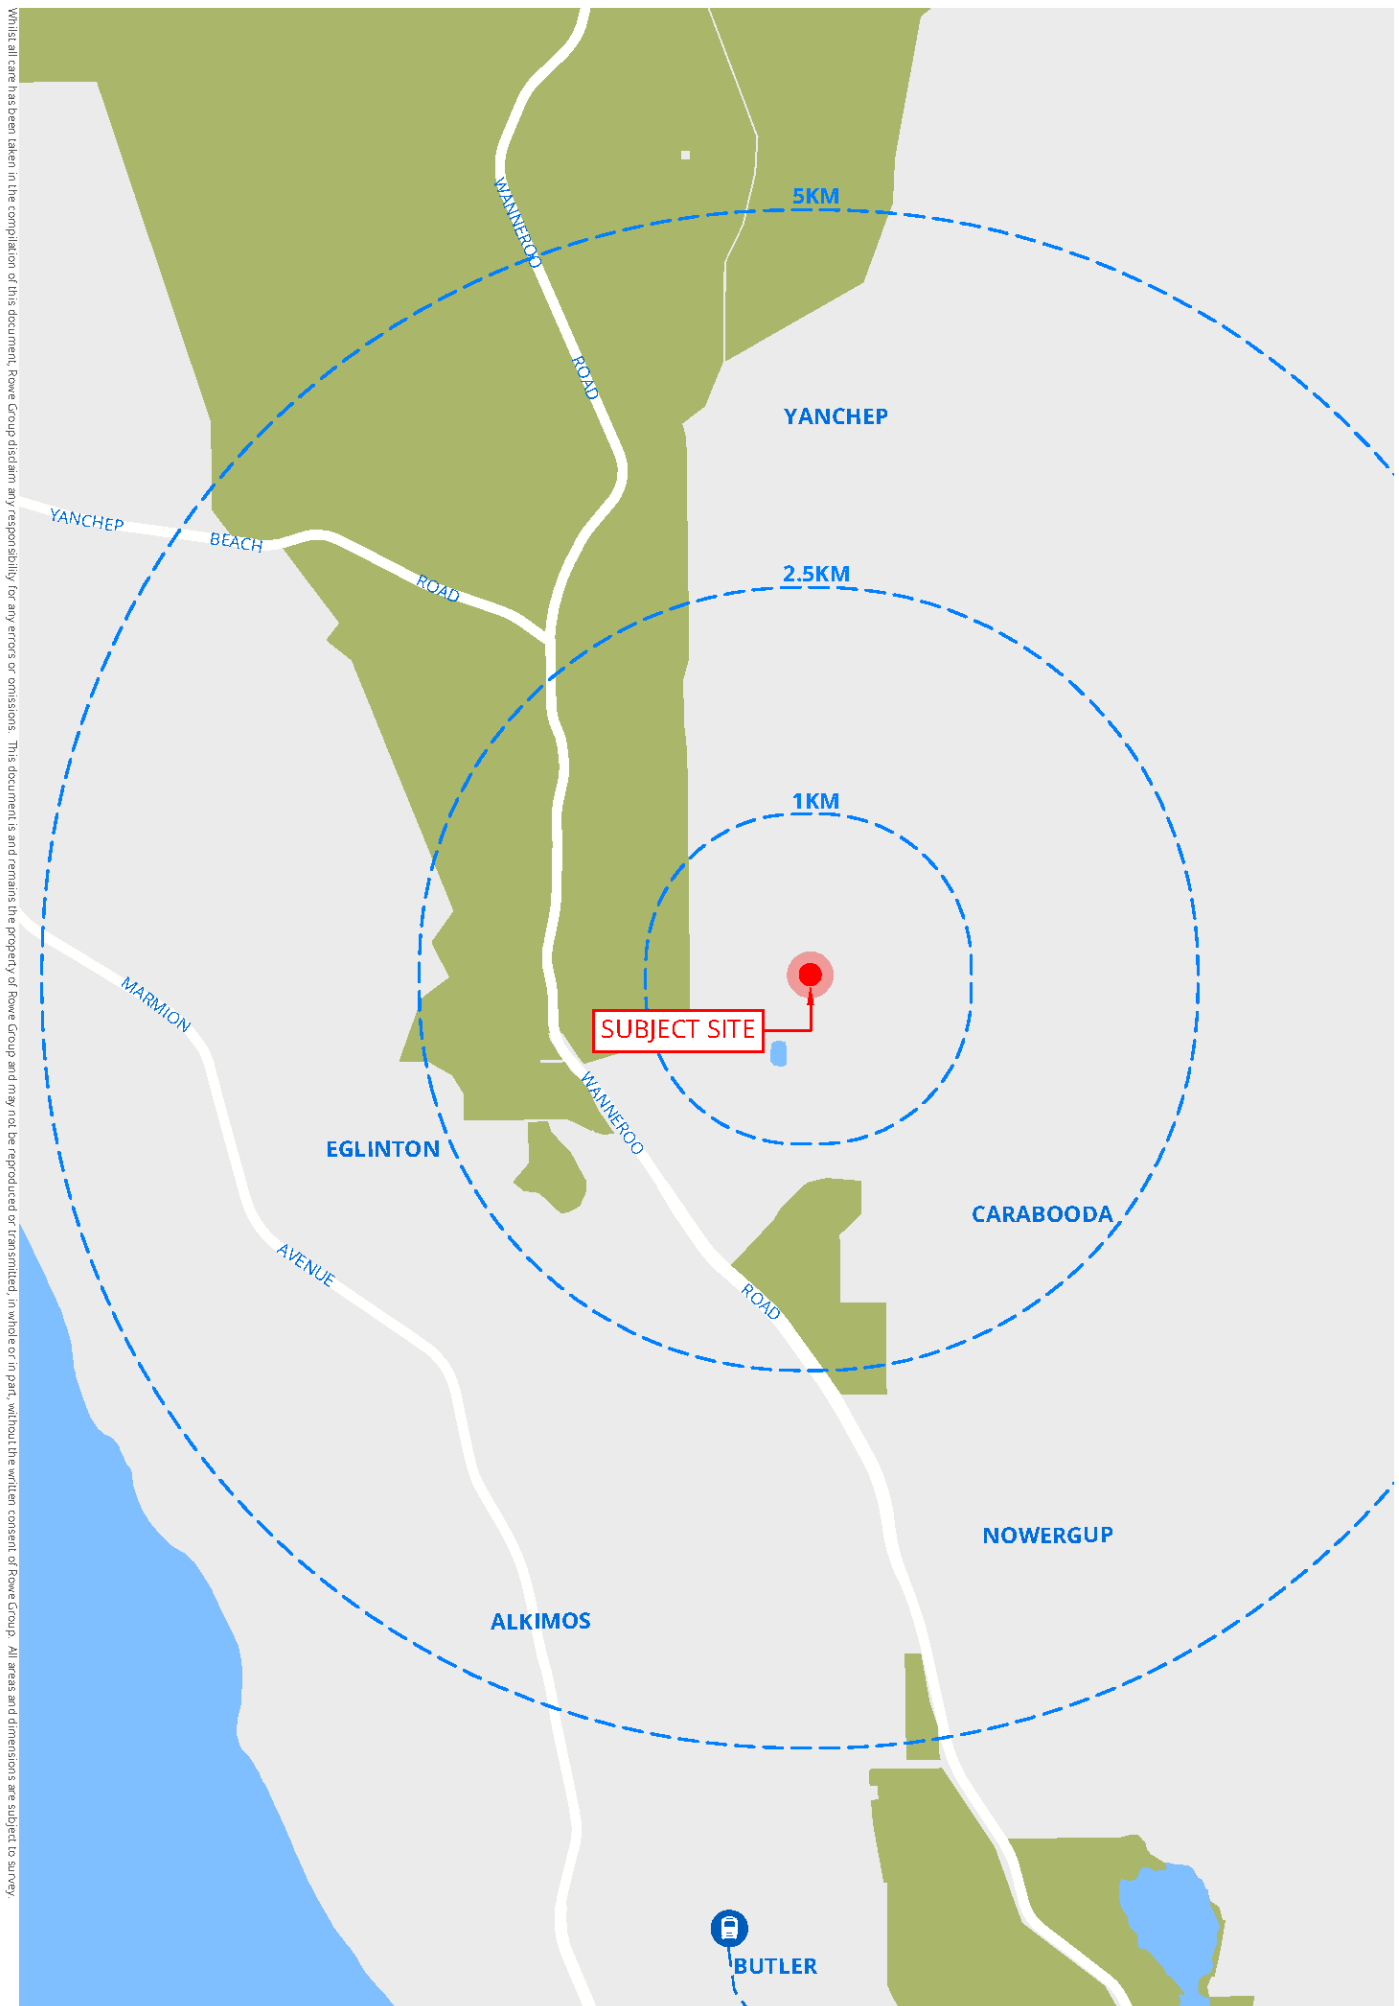 Whilst all care has been taken in the compilation of this document, Rowe Group disclaim any responsibility for any errors or omissions. This document is and remains the property of Rowe Group and may not be reproduced or transmitted, in whole or in part, without the written consent of Rowe Group. All areas and dimensions are subject to survey.
5KM
WANNEROO
ROAD
YANCHEP
YANCHEP
BEACH
ROAD
2.5KM
1KM
SUBJECT SITE
MARMION
WANNEROO
EGLINTON
CARABOODA
AVENUE
ROAD
NOWERGUP
ALKIMOS
BUTLER